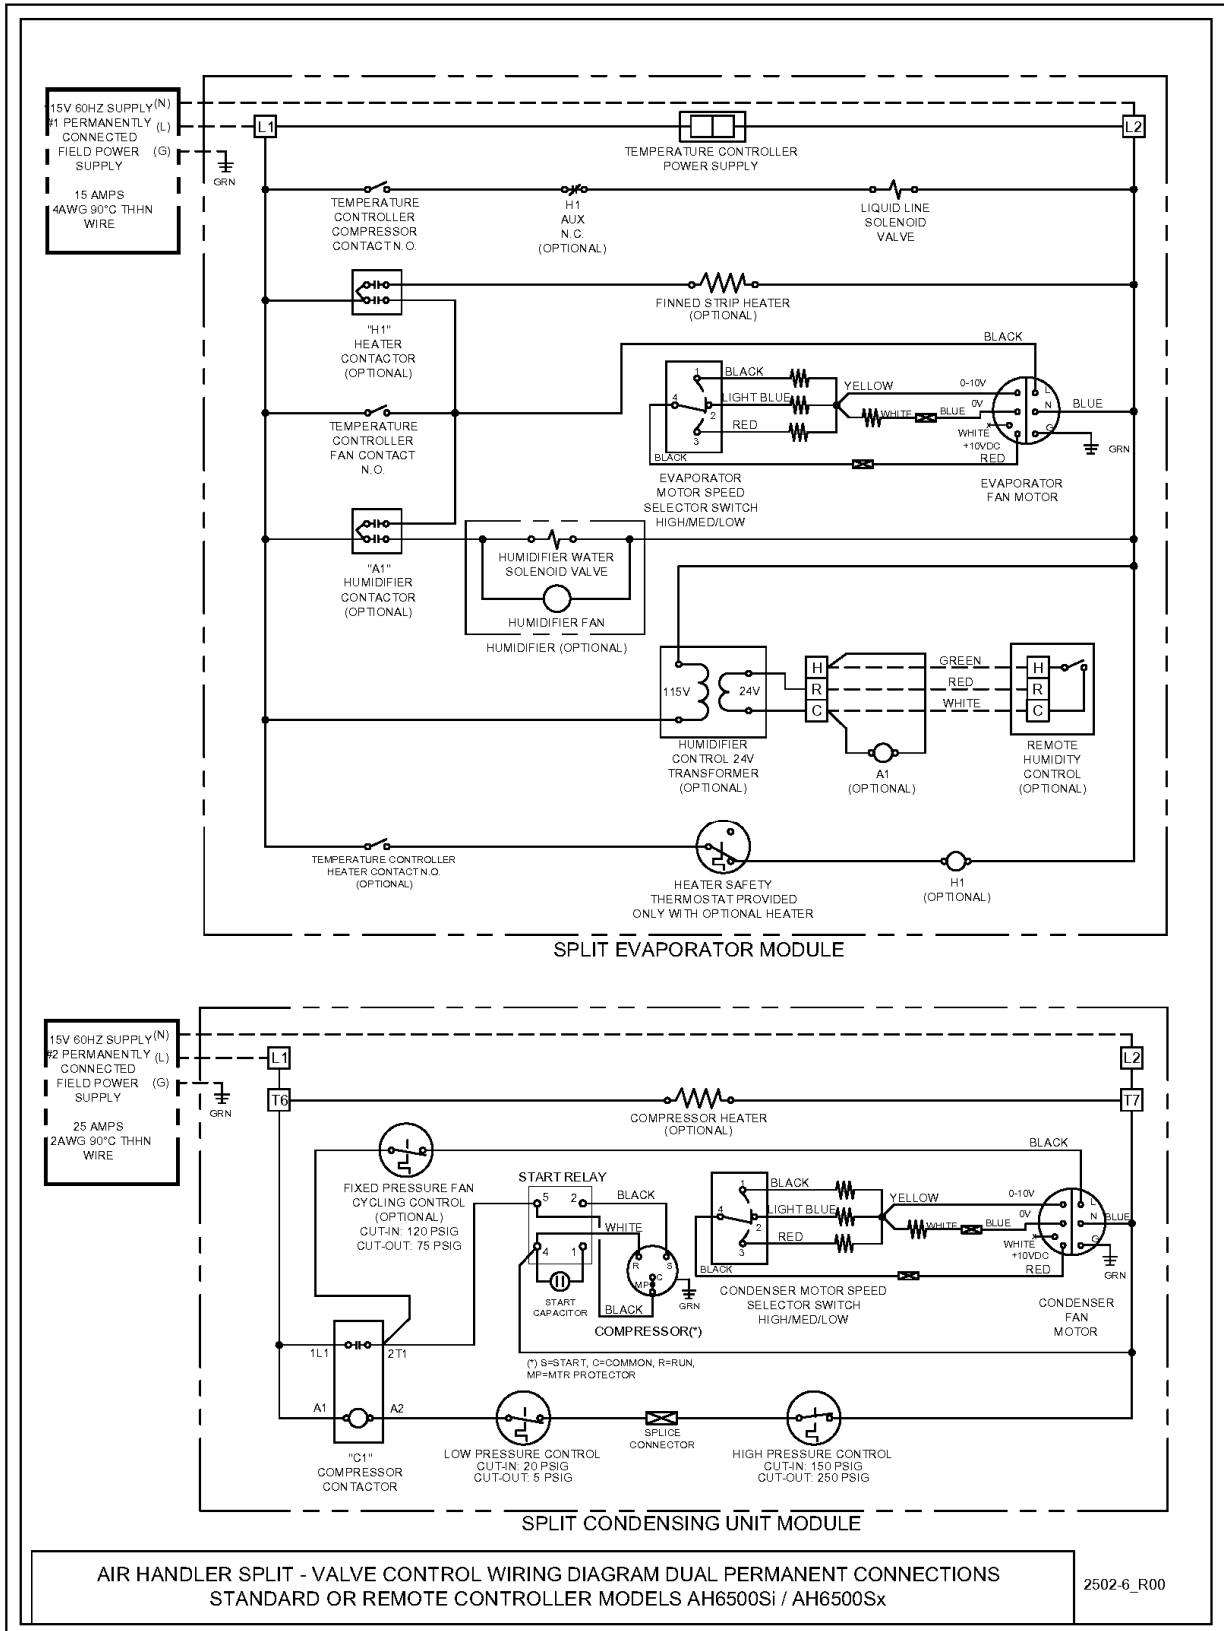 15V 60HZ SUPPLY (N)
#1 PERMANENTLY (L)
CONNECTED
FIELD POWER (G)
SUPPLY
15 AMPS
4AWG 90°C THHN
WIRE
GRN
L1
L2
TEMPERATURE CONTROLLER
POWER SUPPLY
TEMPERATURE
CONTROLLER
COMPRESSOR
CONTACT N.O.
H1
AUX
N.C.
(OPTIONAL)
LIQUID LINE
SOLENOID
VALVE
"H1"
HEATER
CONTACTOR
(OPTIONAL)
FINNED STRIP HEATER
(OPTIONAL)
BLACK
TEMPERATURE
CONTROLLER
FAN CONTACT
N.O.
1
4
2
3
BLACK
LIGHT BLUE
RED
BLACK
YELLOW
WHITE
BLUE
0-10V
0V
WHITE
+10VDC
RED
L
N
G
BLUE
GRN
EVAPORATOR
MOTOR SPEED
SELECTOR SWITCH
HIGH/MED/LOW
EVAPORATOR
FAN MOTOR
"A1"
HUMIDIFIER
CONTACTOR
(OPTIONAL)
HUMIDIFIER WATER
SOLENOID VALVE
HUMIDIFIER FAN
HUMIDIFIER (OPTIONAL)
115V
24V
HUMIDIFIER
CONTROL 24V
TRANSFORMER
(OPTIONAL)
H
R
C
GREEN
RED
WHITE
H
R
C
A1
(OPTIONAL)
REMOTE
HUMIDITY
CONTROL
(OPTIONAL)
TEMPERATURE CONTROLLER
HEATER CONTACT N.O.
(OPTIONAL)
HEATER SAFETY
THERMOSTAT PROVIDED
ONLY WITH OPTIONAL HEATER
H1
(OPTIONAL)
SPLIT EVAPORATOR MODULE
15V 60HZ SUPPLY (N)
#2 PERMANENTLY (L)
CONNECTED
FIELD POWER (G)
SUPPLY
25 AMPS
2AWG 90°C THHN
WIRE
GRN
L1
L2
T6
T7
COMPRESSOR HEATER
(OPTIONAL)
FIXED PRESSURE FAN
CYCLING CONTROL
(OPTIONAL)
CUT-IN: 120 PSIG
CUT-OUT: 75 PSIG
START RELAY
5
2
4
1
BLACK
WHITE
START
CAPACITOR
BLACK
R
S
C
MP
GRN
COMPRESSOR(*)
(*) S=START, C=COMMON, R=RUN,
MP=MTR PROTECTOR
1
4
2
3
BLACK
LIGHT BLUE
RED
BLACK
YELLOW
WHITE
BLUE
BLACK
0-10V
0V
WHITE
+10VDC
RED
L
N
G
BLUE
GRN
CONDENSER MOTOR SPEED
SELECTOR SWITCH
HIGH/MED/LOW
CONDENSER
FAN
MOTOR
1L1
2T1
A1
A2
"C1"
COMPRESSOR
CONTACTOR
LOW PRESSURE CONTROL
CUT-IN: 20 PSIG
CUT-OUT: 5 PSIG
SPLICE
CONNECTOR
HIGH PRESSURE CONTROL
CUT-IN: 150 PSIG
CUT-OUT: 250 PSIG
SPLIT CONDENSING UNIT MODULE
AIR HANDLER SPLIT - VALVE CONTROL WIRING DIAGRAM DUAL PERMANENT CONNECTIONS
STANDARD OR REMOTE CONTROLLER MODELS AH6500Si / AH6500Sx
2502-6_R00